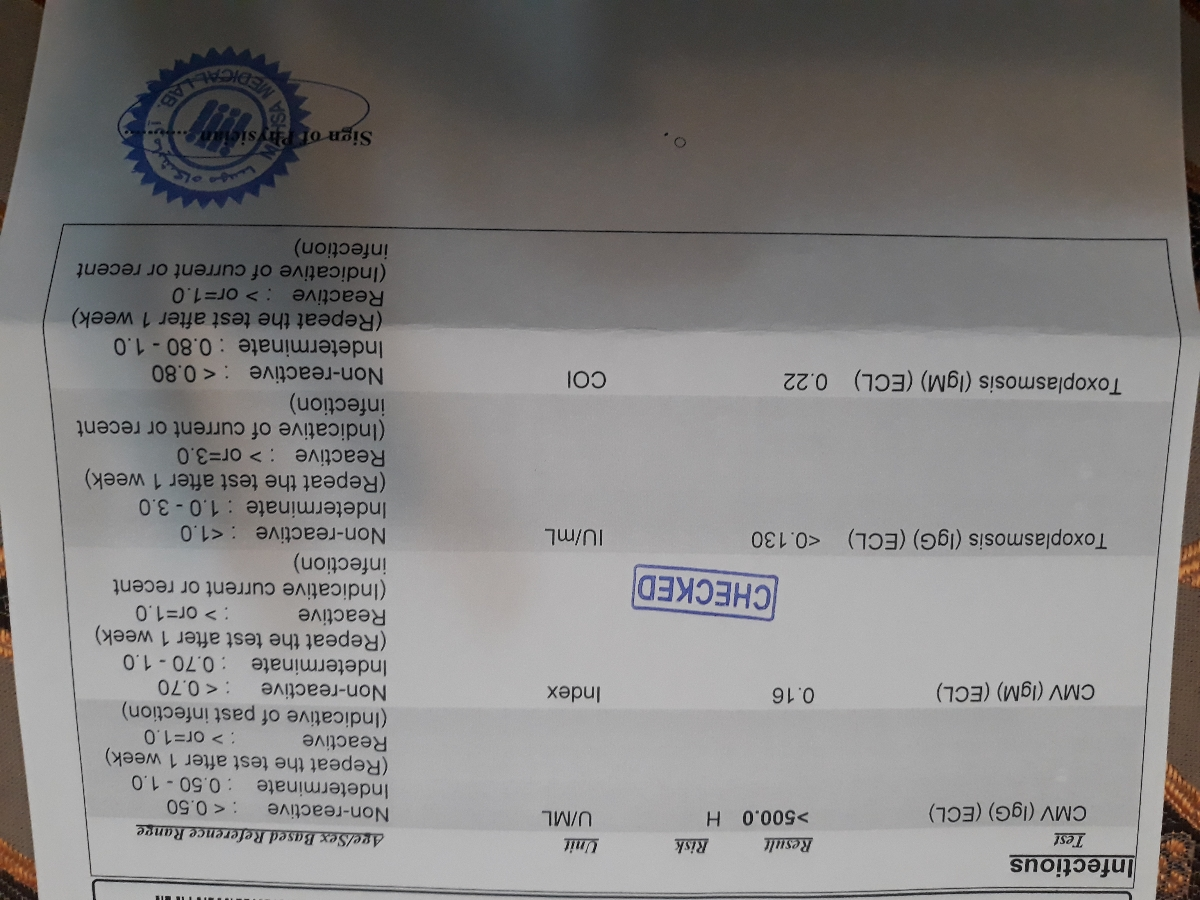 Infectious
Test Result Risk Unit Age/Sex Based Reference Range
CMV (IgG) (ECL) >500.0 H U/ML Non-reactive : < 0.50
Indeterminate : 0.50 - 1.0
(Repeat the test after 1 week)
Reactive : > or=1.0
(Indicative of past infection)
CMV (IgM) (ECL) 0.16 Index Non-reactive : < 0.70
Indeterminate : 0.70 - 1.0
(Repeat the test after 1 week)
Reactive : > or=1.0
(Indicative current or recent
infection)
CHECKED
Toxoplasmosis (IgG) (ECL) <0.130 IU/mL Non-reactive : <1.0
Indeterminate : 1.0 - 3.0
(Repeat the test after 1 week)
Reactive : > or=3.0
(Indicative of current or recent
infection)
Toxoplasmosis (IgM) (ECL) 0.22 COI Non-reactive : < 0.80
Indeterminate : 0.80 - 1.0
(Repeat the test after 1 week)
Reactive : > or=1.0
(Indicative of current or recent
infection)
Sign of Physician
MEDICAL LAB.